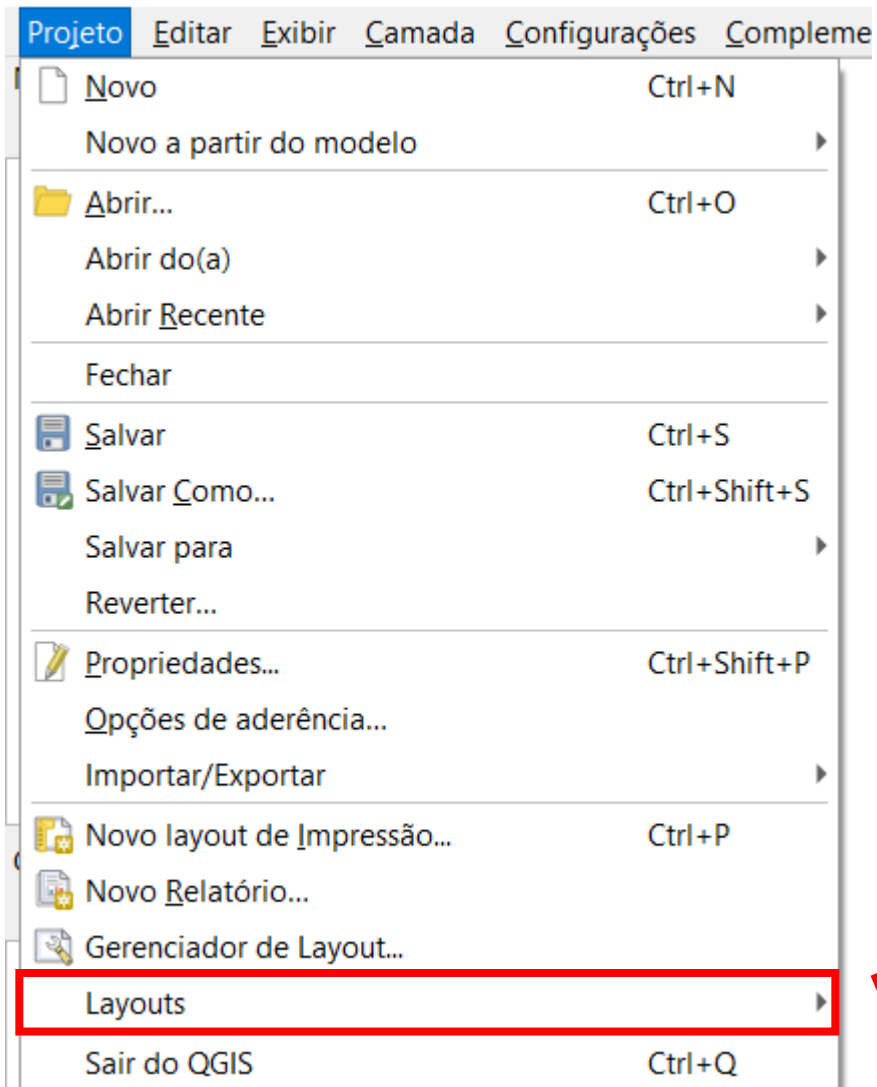 Projeto Editar Exibir Camada Configurações Compleme
Novo Ctrl+N
Novo a partir do modelo
Abrir... Ctrl+O
Abrir do(a)
Abrir Recente
Fechar
Salvar Ctrl+S
Salvar Como... Ctrl+Shift+S
Salvar para
Reverter...
Propriedades... Ctrl+Shift+P
Opções de aderência...
Importar/Exportar
Novo layout de Impressão... Ctrl+P
Novo Relatório...
Gerenciador de Layout...
Layouts
Sair do QGIS Ctrl+Q